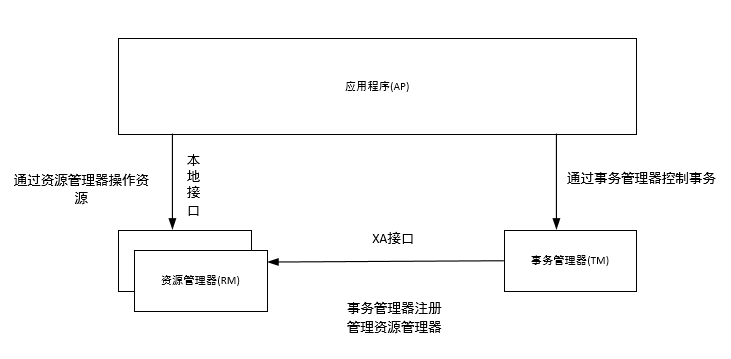 应用程序(AP)
通过资源管理器操作资
源
本
地
接
口
通过事务管理器控制事务
XA接口
资源管理器(RM)
事务管理器(TM)
事务管理器注册
管理资源管理器